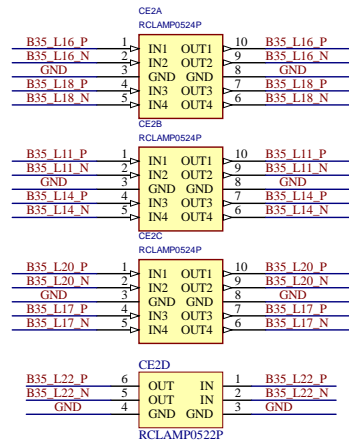 CE2A
RCLAMP0524P
B35_L16_P 1 IN1 OUT1 10 B35_L16_P
B35_L16_N 2 IN2 OUT2 9 B35_L16_N
GND 3 GND GND 8 GND
B35_L18_P 4 IN3 OUT3 7 B35_L18_P
B35_L18_N 5 IN4 OUT4 6 B35_L18_N
CE2B
RCLAMP0524P
B35_L11_P 1 IN1 OUT1 10 B35_L11_P
B35_L11_N 2 IN2 OUT2 9 B35_L11_N
GND 3 GND GND 8 GND
B35_L14_P 4 IN3 OUT3 7 B35_L14_P
B35_L14_N 5 IN4 OUT4 6 B35_L14_N
CE2C
RCLAMP0524P
B35_L20_P 1 IN1 OUT1 10 B35_L20_P
B35_L20_N 2 IN2 OUT2 9 B35_L20_N
GND 3 GND GND 8 GND
B35_L17_P 4 IN3 OUT3 7 B35_L17_P
B35_L17_N 5 IN4 OUT4 6 B35_L17_N
CE2D
B35_L22_P 6 OUT IN 1 B35_L22_P
B35_L22_N 5 OUT IN 2 B35_L22_N
GND 4 GND GND 3 GND
RCLAMP0522P